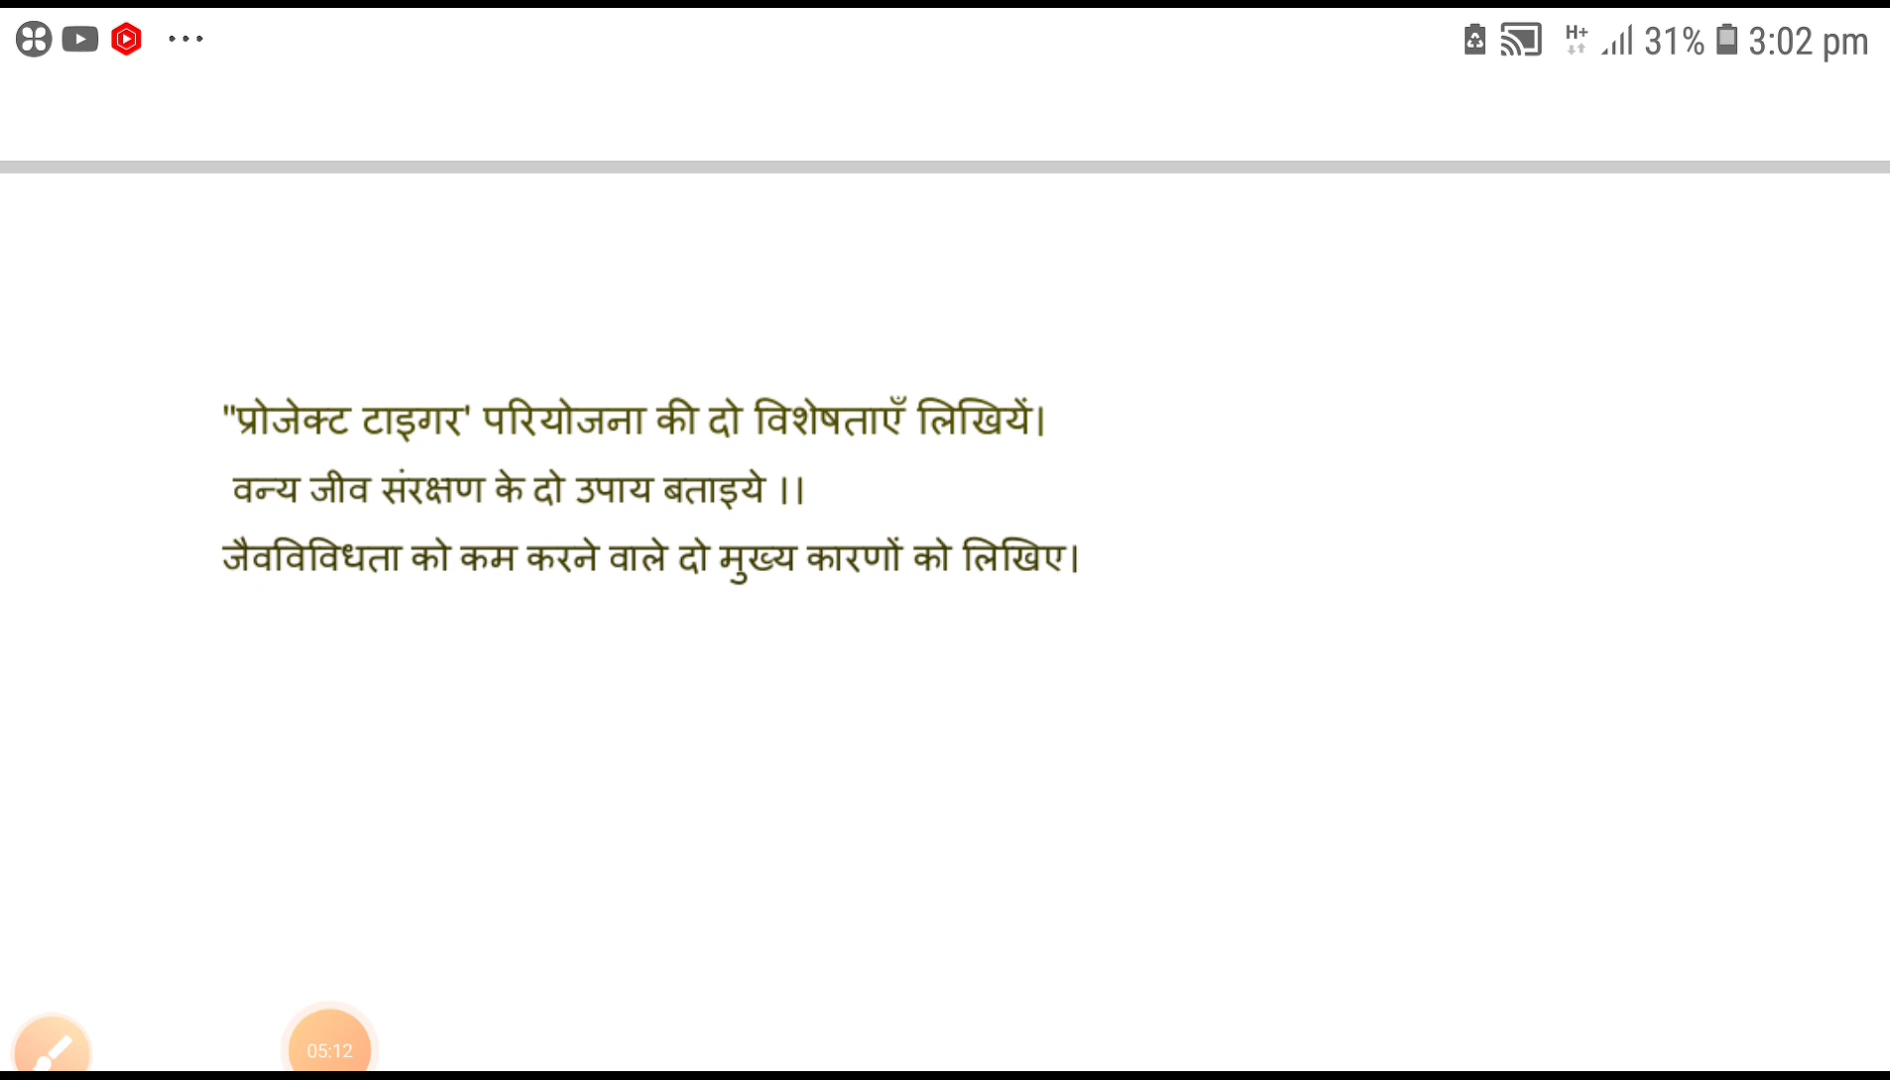 H+ 31% 3:02 pm
"प्रोजेक्ट टाइगर' परियोजना की दो विशेषताएँ लिखियें।
वन्य जीव संरक्षण के दो उपाय बताइये ।।
जैवविविधता को कम करने वाले दो मुख्य कारणों को लिखिए।
05:12